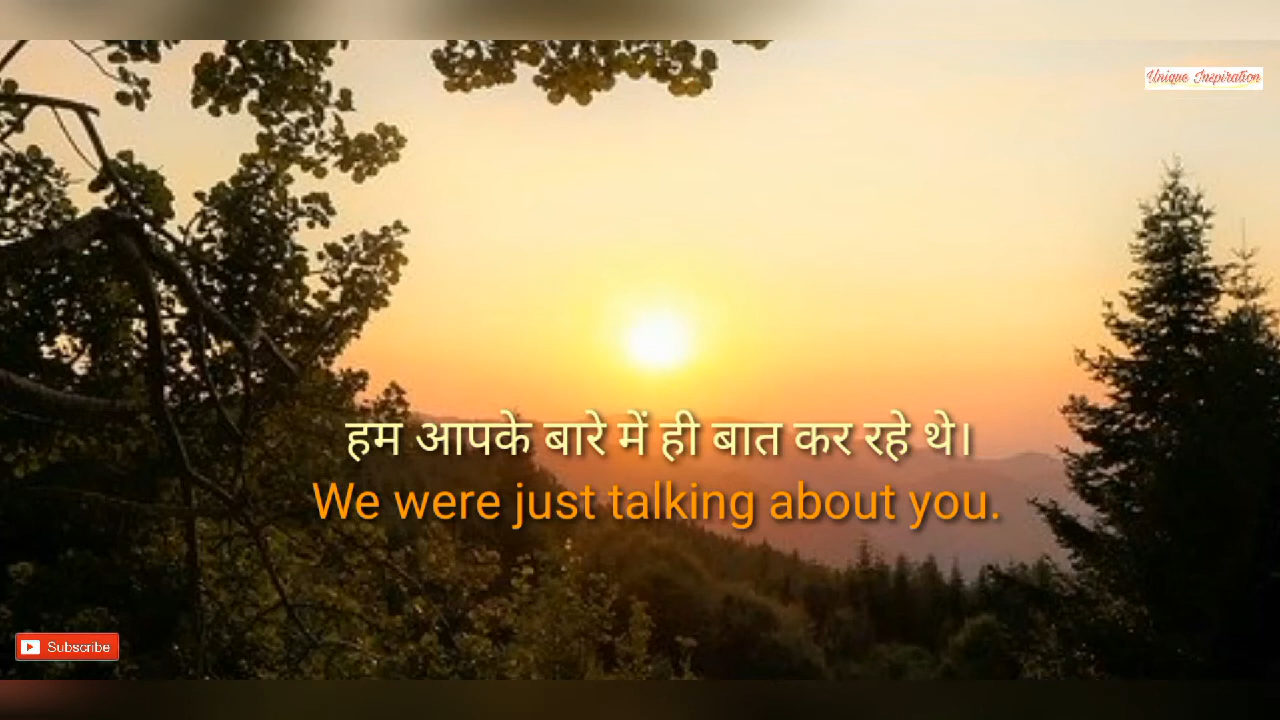 Unique Inspiration
हम आपके बारे में ही बात कर रहे थे।
We were just talking about you.
Subscribe